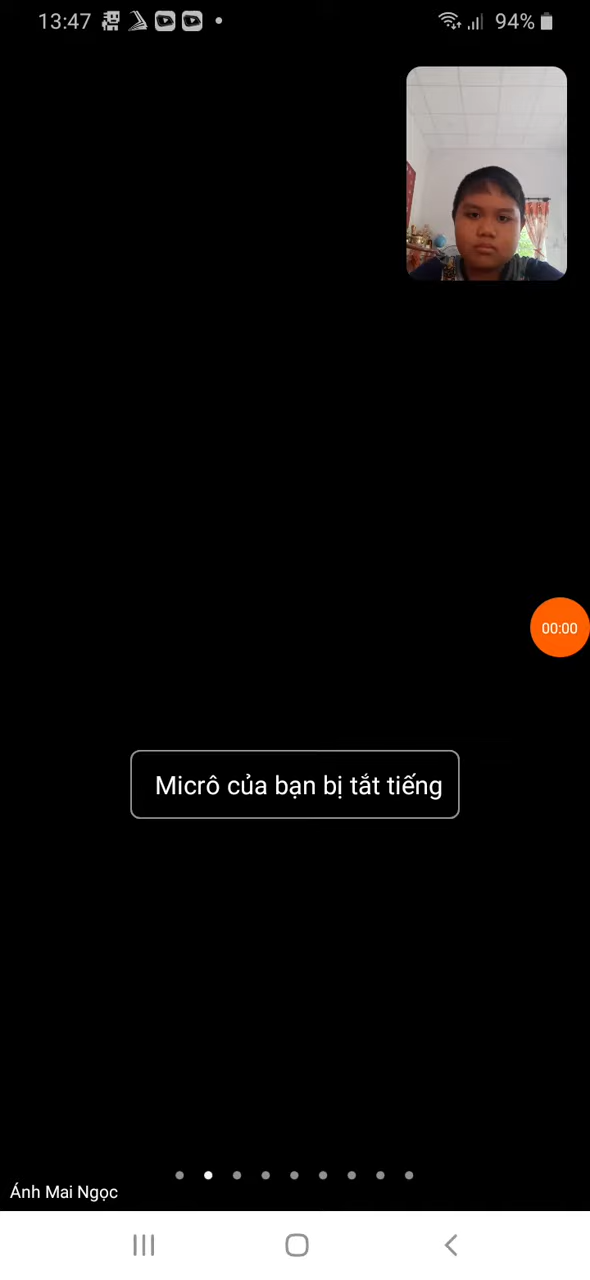 13:47
94%
00:00
Micrô của bạn bị tắt tiếng
Ánh Mai Ngọc